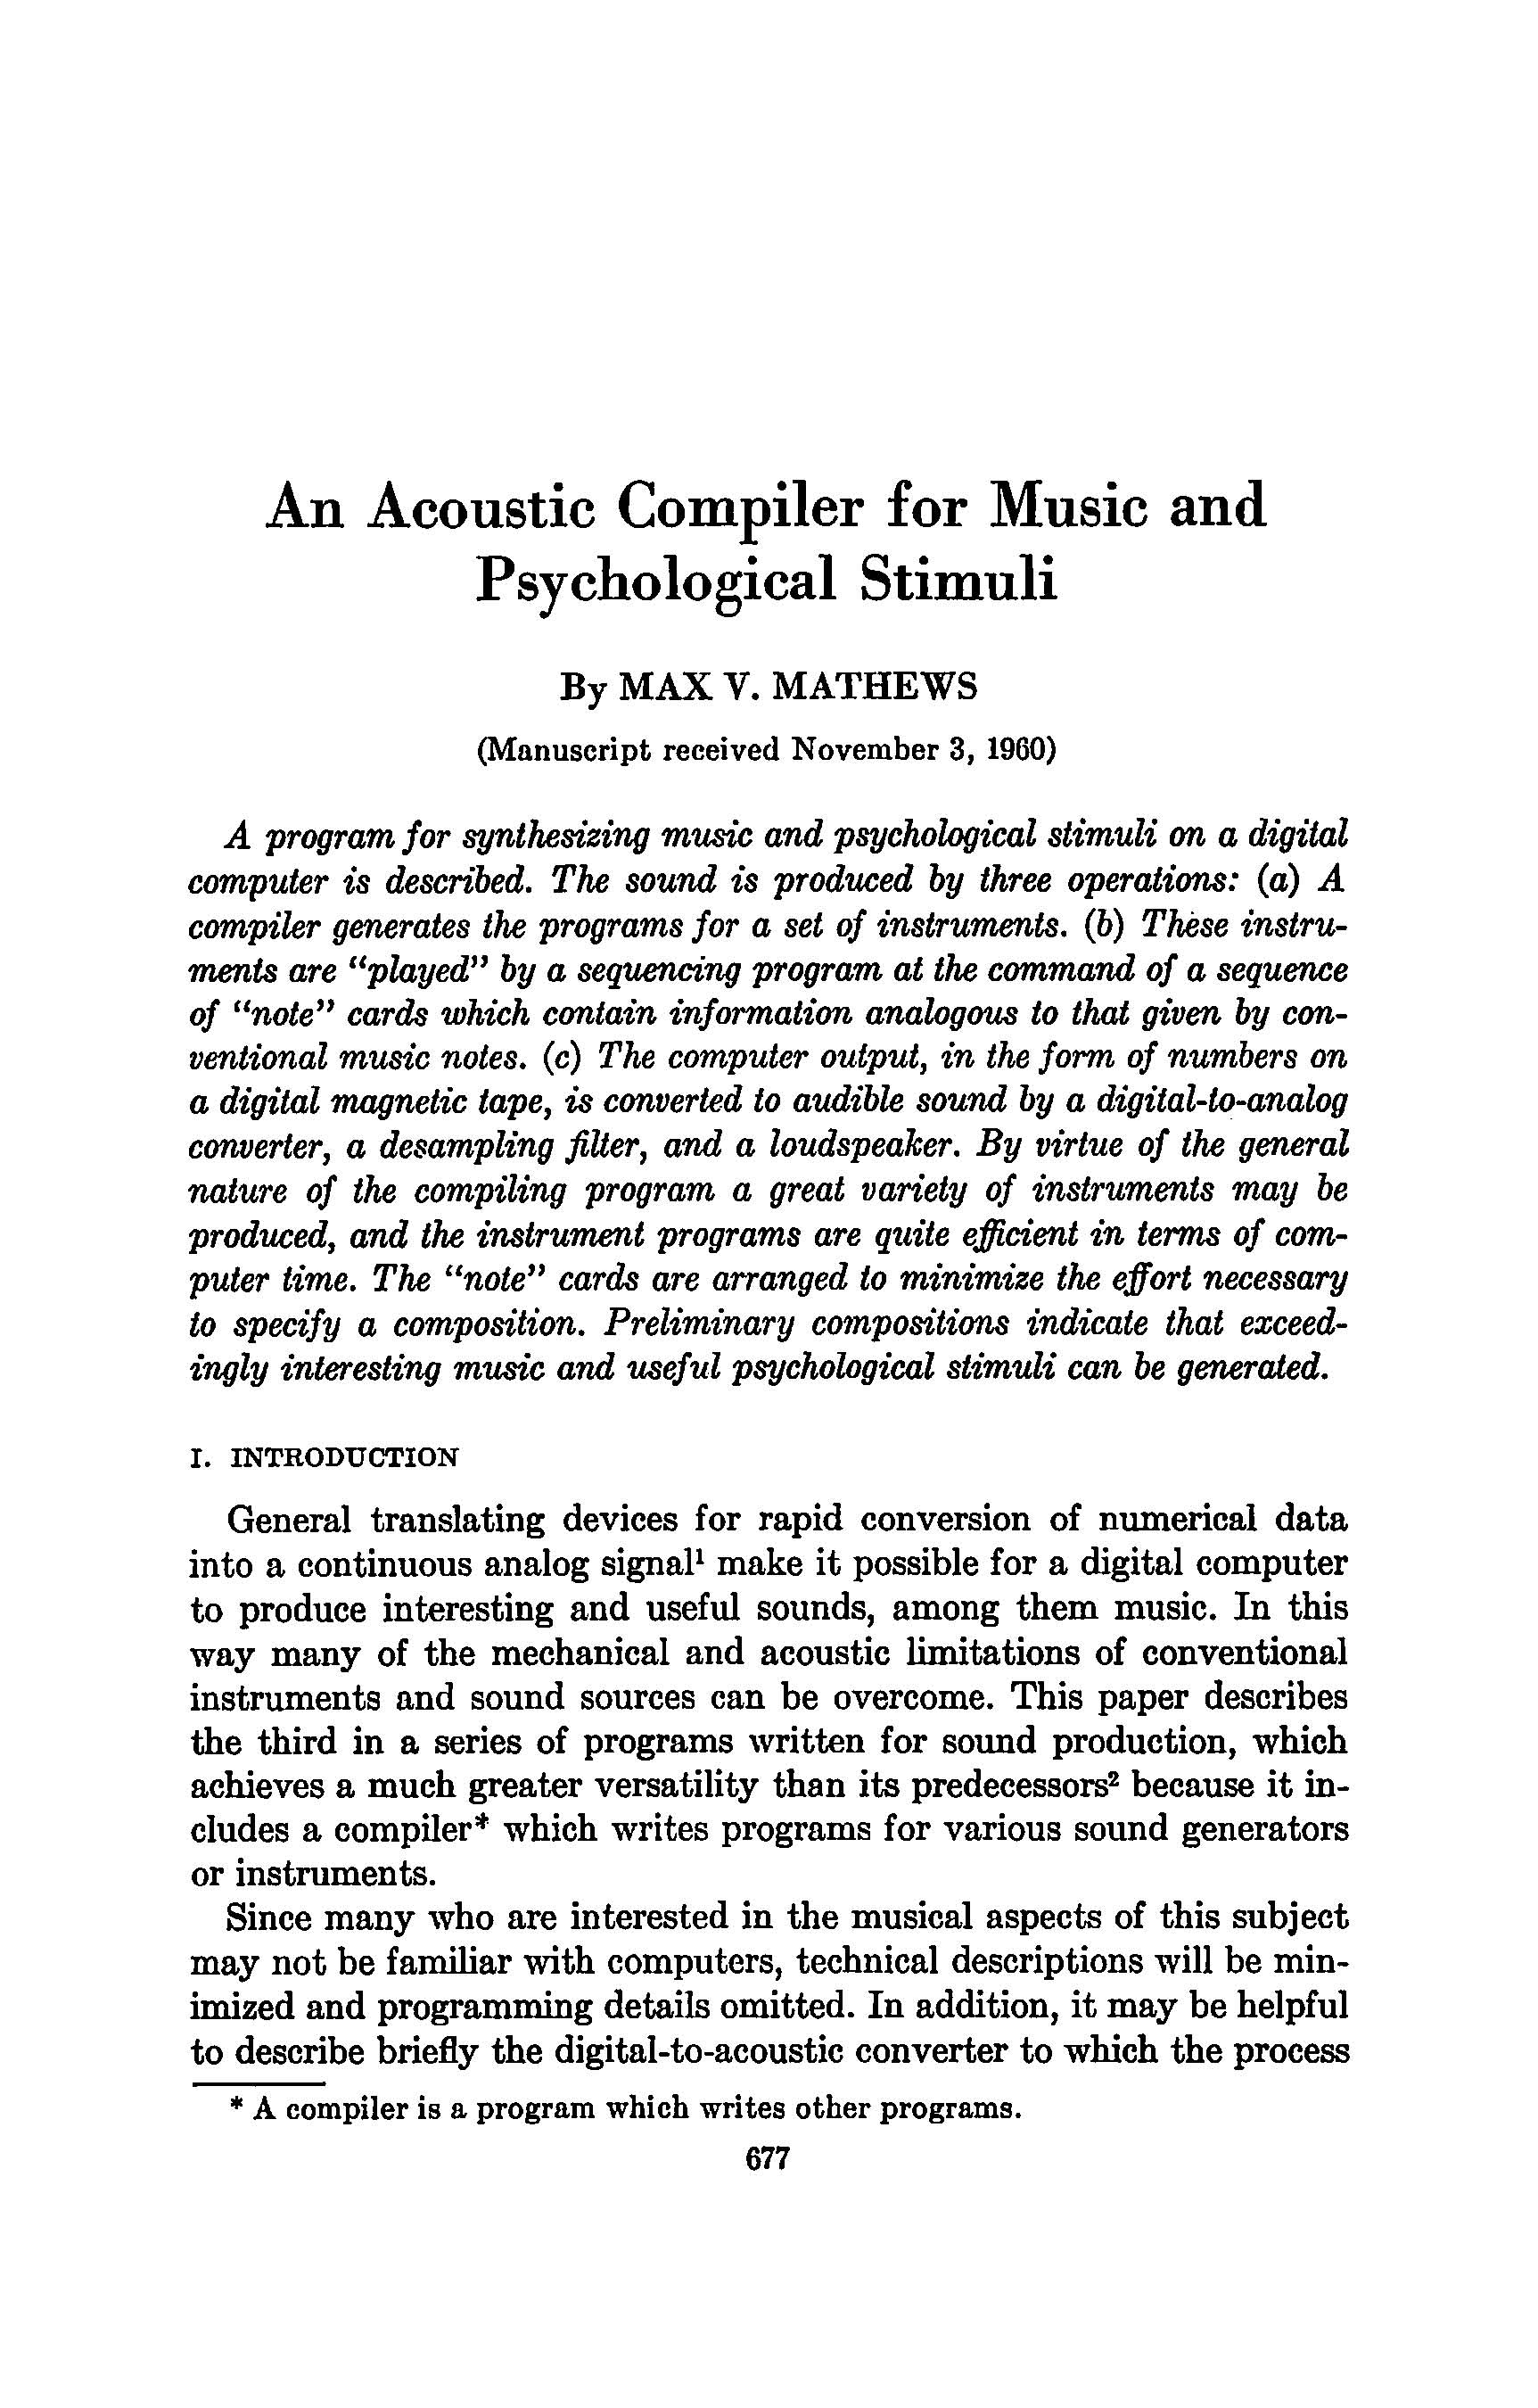 An Acoustic Compiler for Music and
Psychological Stimuli
By MAX V. MATHEWS
(Manuscript received November 3, 1960)
A program for synthesizing music and psychological stimuli on a digital
computer is described. The sound is produced by three operations: (a) A
compiler generates the programs for a set of instruments. (b) These instru-
ments are “played” by a sequencing program at the command of a sequence
of “note” cards which contain information analogous to that given by con-
ventional music notes. (c) The computer output, in the form of numbers on
a digital magnetic tape, is converted to audible sound by a digital-to-analog
converter, a desampling filter, and a loudspeaker. By virtue of the general
nature of the compiling program a great variety of instruments may be
produced, and the instrument programs are quite efficient in terms of com-
puter time. The “note” cards are arranged to minimize the effort necessary
to specify a composition. Preliminary compositions indicate that exceed-
ingly interesting music and useful psychological stimuli can be generated.
I. INTRODUCTION
General translating devices for rapid conversion of numerical data
into a continuous analog signal¹ make it possible for a digital computer
to produce interesting and useful sounds, among them music. In this
way many of the mechanical and acoustic limitations of conventional
instruments and sound sources can be overcome. This paper describes
the third in a series of programs written for sound production, which
achieves a much greater versatility than its predecessors² because it in-
cludes a compiler* which writes programs for various sound generators
or instruments.
Since many who are interested in the musical aspects of this subject
may not be familiar with computers, technical descriptions will be min-
imized and programming details omitted. In addition, it may be helpful
to describe briefly the digital-to-acoustic converter to which the process
* A compiler is a program which writes other programs.
677